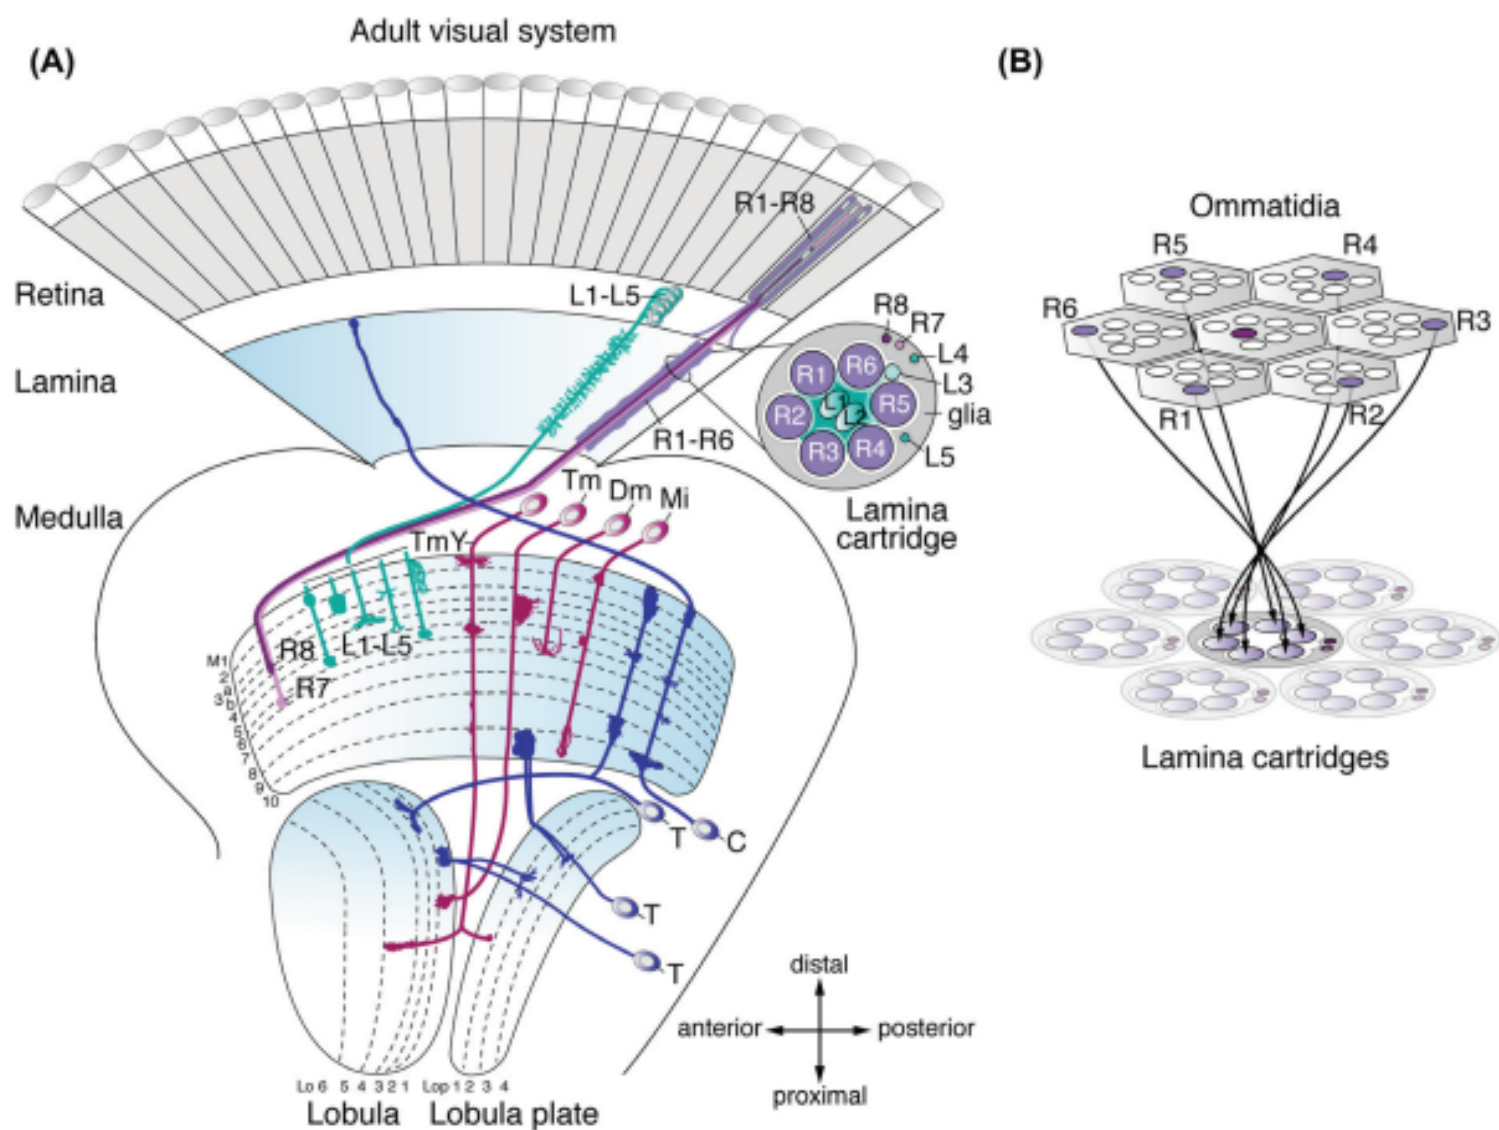 Adult visual system
(A)
(B)
R1-R8
Ommatidia
R5
R4
R6
R3
R1
R2
Retina
L1-L5
R8
R7
L4
L3
R1
R6
L1
L2
R2
R5
glia
R3
R4
L5
Lamina
R1-R6
Lamina
cartridge
Medulla
Tm
Dm
Mi
TmY
R8
L1-L5
R7
M1
2
a
3
b
4
5
6
7
8
9
10
T
C
T
T
Lamina cartridges
distal
anterior
posterior
proximal
Lo 6 5 4 3 2 1
Lop 1 2 3 4
Lobula
Lobula plate